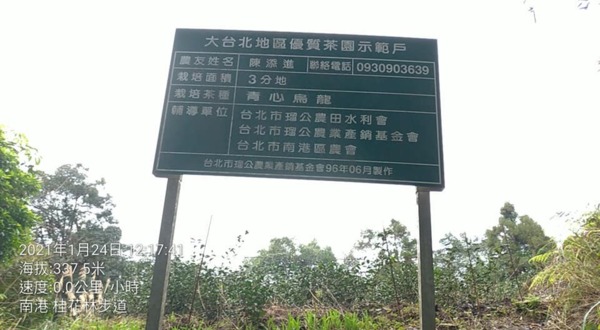 大台北地區優質茶園示範戶
農友姓名 陳添進 聯絡電話 0930903639
栽培面積 3分地
栽培茶種 青心烏龍
輔導單位 台北市瑠公農田水利會
台北市瑠公農業產銷基金會
台北市南港區農會
台北市瑠公農業產銷基金會96年06月製作
2021年1月24日 12:17:41
海拔:337.5米
速度:0.0公里/小時
南港 桂花林步道